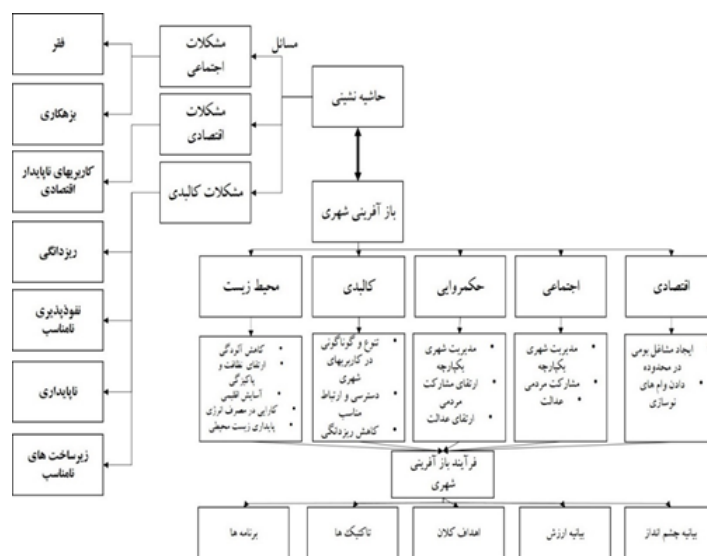 مسائل
حاشیه نشینی
مشکلات
اجتماعی
مشکلات
اقتصادی
مشکلات کالبدی
فقر
بزهکاری
کاربریهای ناپایدار
اقتصادی
ریزدانگی
نفوذپذیری
نامناسب
ناپایداری
زیرساخت های
نامناسب
باز آفرینی شهری
اقتصادی
اجتماعی
حکمروایی
کالبدی
محیط زیست
• ایجاد مشاغل بومی
در محدوده
• دادن وام های
نوسازی
• مدیریت شهری
یکپارچه
• مشارکت مردمی
• عدالت
• مدیریت شهری
یکپارچه
• ارتقای مشارکت
مردمی
• ارتقای عدالت
• تنوع و گوناگونی
در کاربریهای
شهری
• دسترسی و ارتباط
مناسب
• کاهش ریزدانگی
• کاهش آلودگی
• ارتقای نظافت و
پاکیزگی
• آسایش اقلیمی
• کارایی در مصرف انرژی
• پایداری زیست محیطی
فرآیند باز آفرینی
شهری
بیانیه چشم انداز
بیانیه ارزش
اهداف کلان
تاکتیک ها
برنامه ها